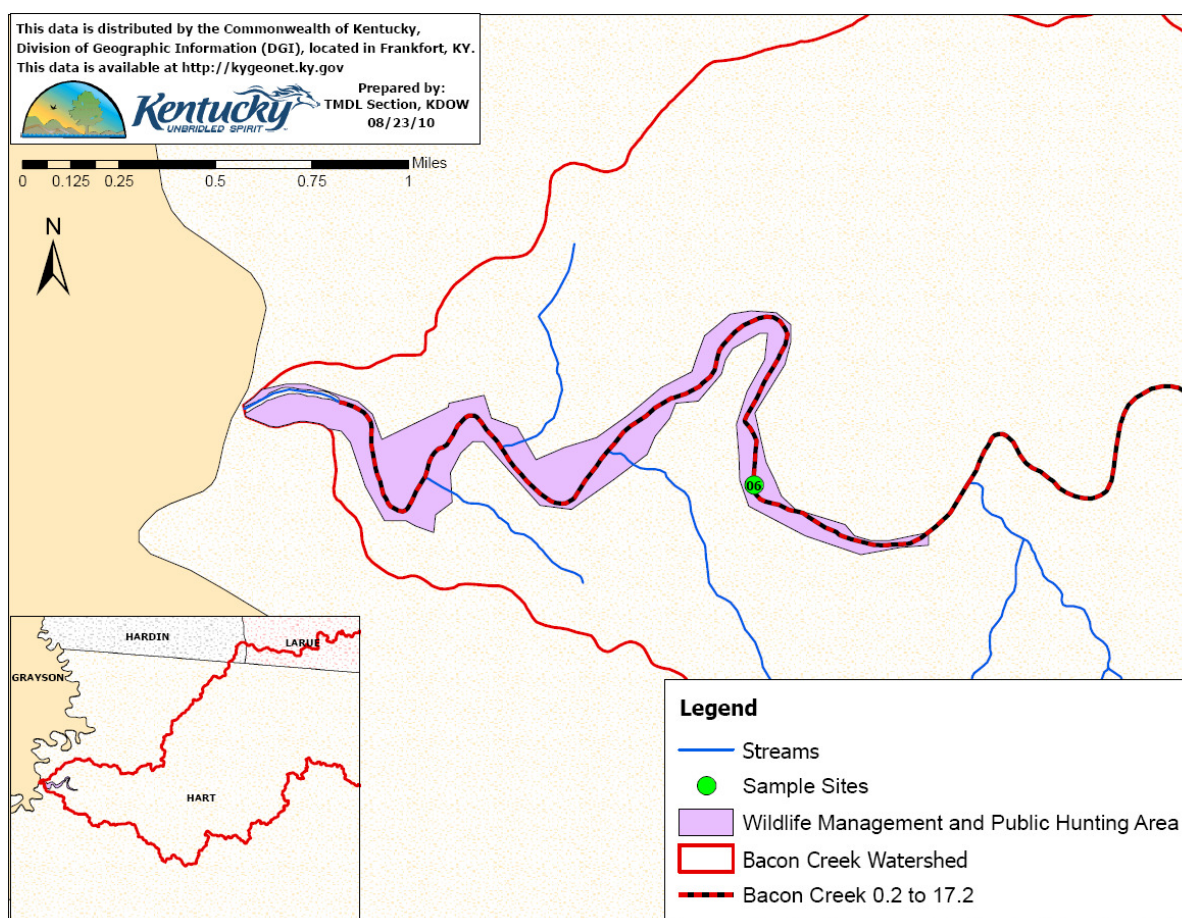 This data is distributed by the Commonwealth of Kentucky,
Division of Geographic Information (DGI), located in Frankfort, KY.
This data is available at http://kygeonet.ky.gov
Kentucky
UNBRIDLED SPIRIT
Prepared by:
TMDL Section, KDOW
08/23/10
Miles
0 0.125 0.25 0.5 0.75 1
N
06
HARDIN
LARUE
GRAYSON
HART
Legend
Streams
Sample Sites
Wildlife Management and Public Hunting Area
Bacon Creek Watershed
Bacon Creek 0.2 to 17.2